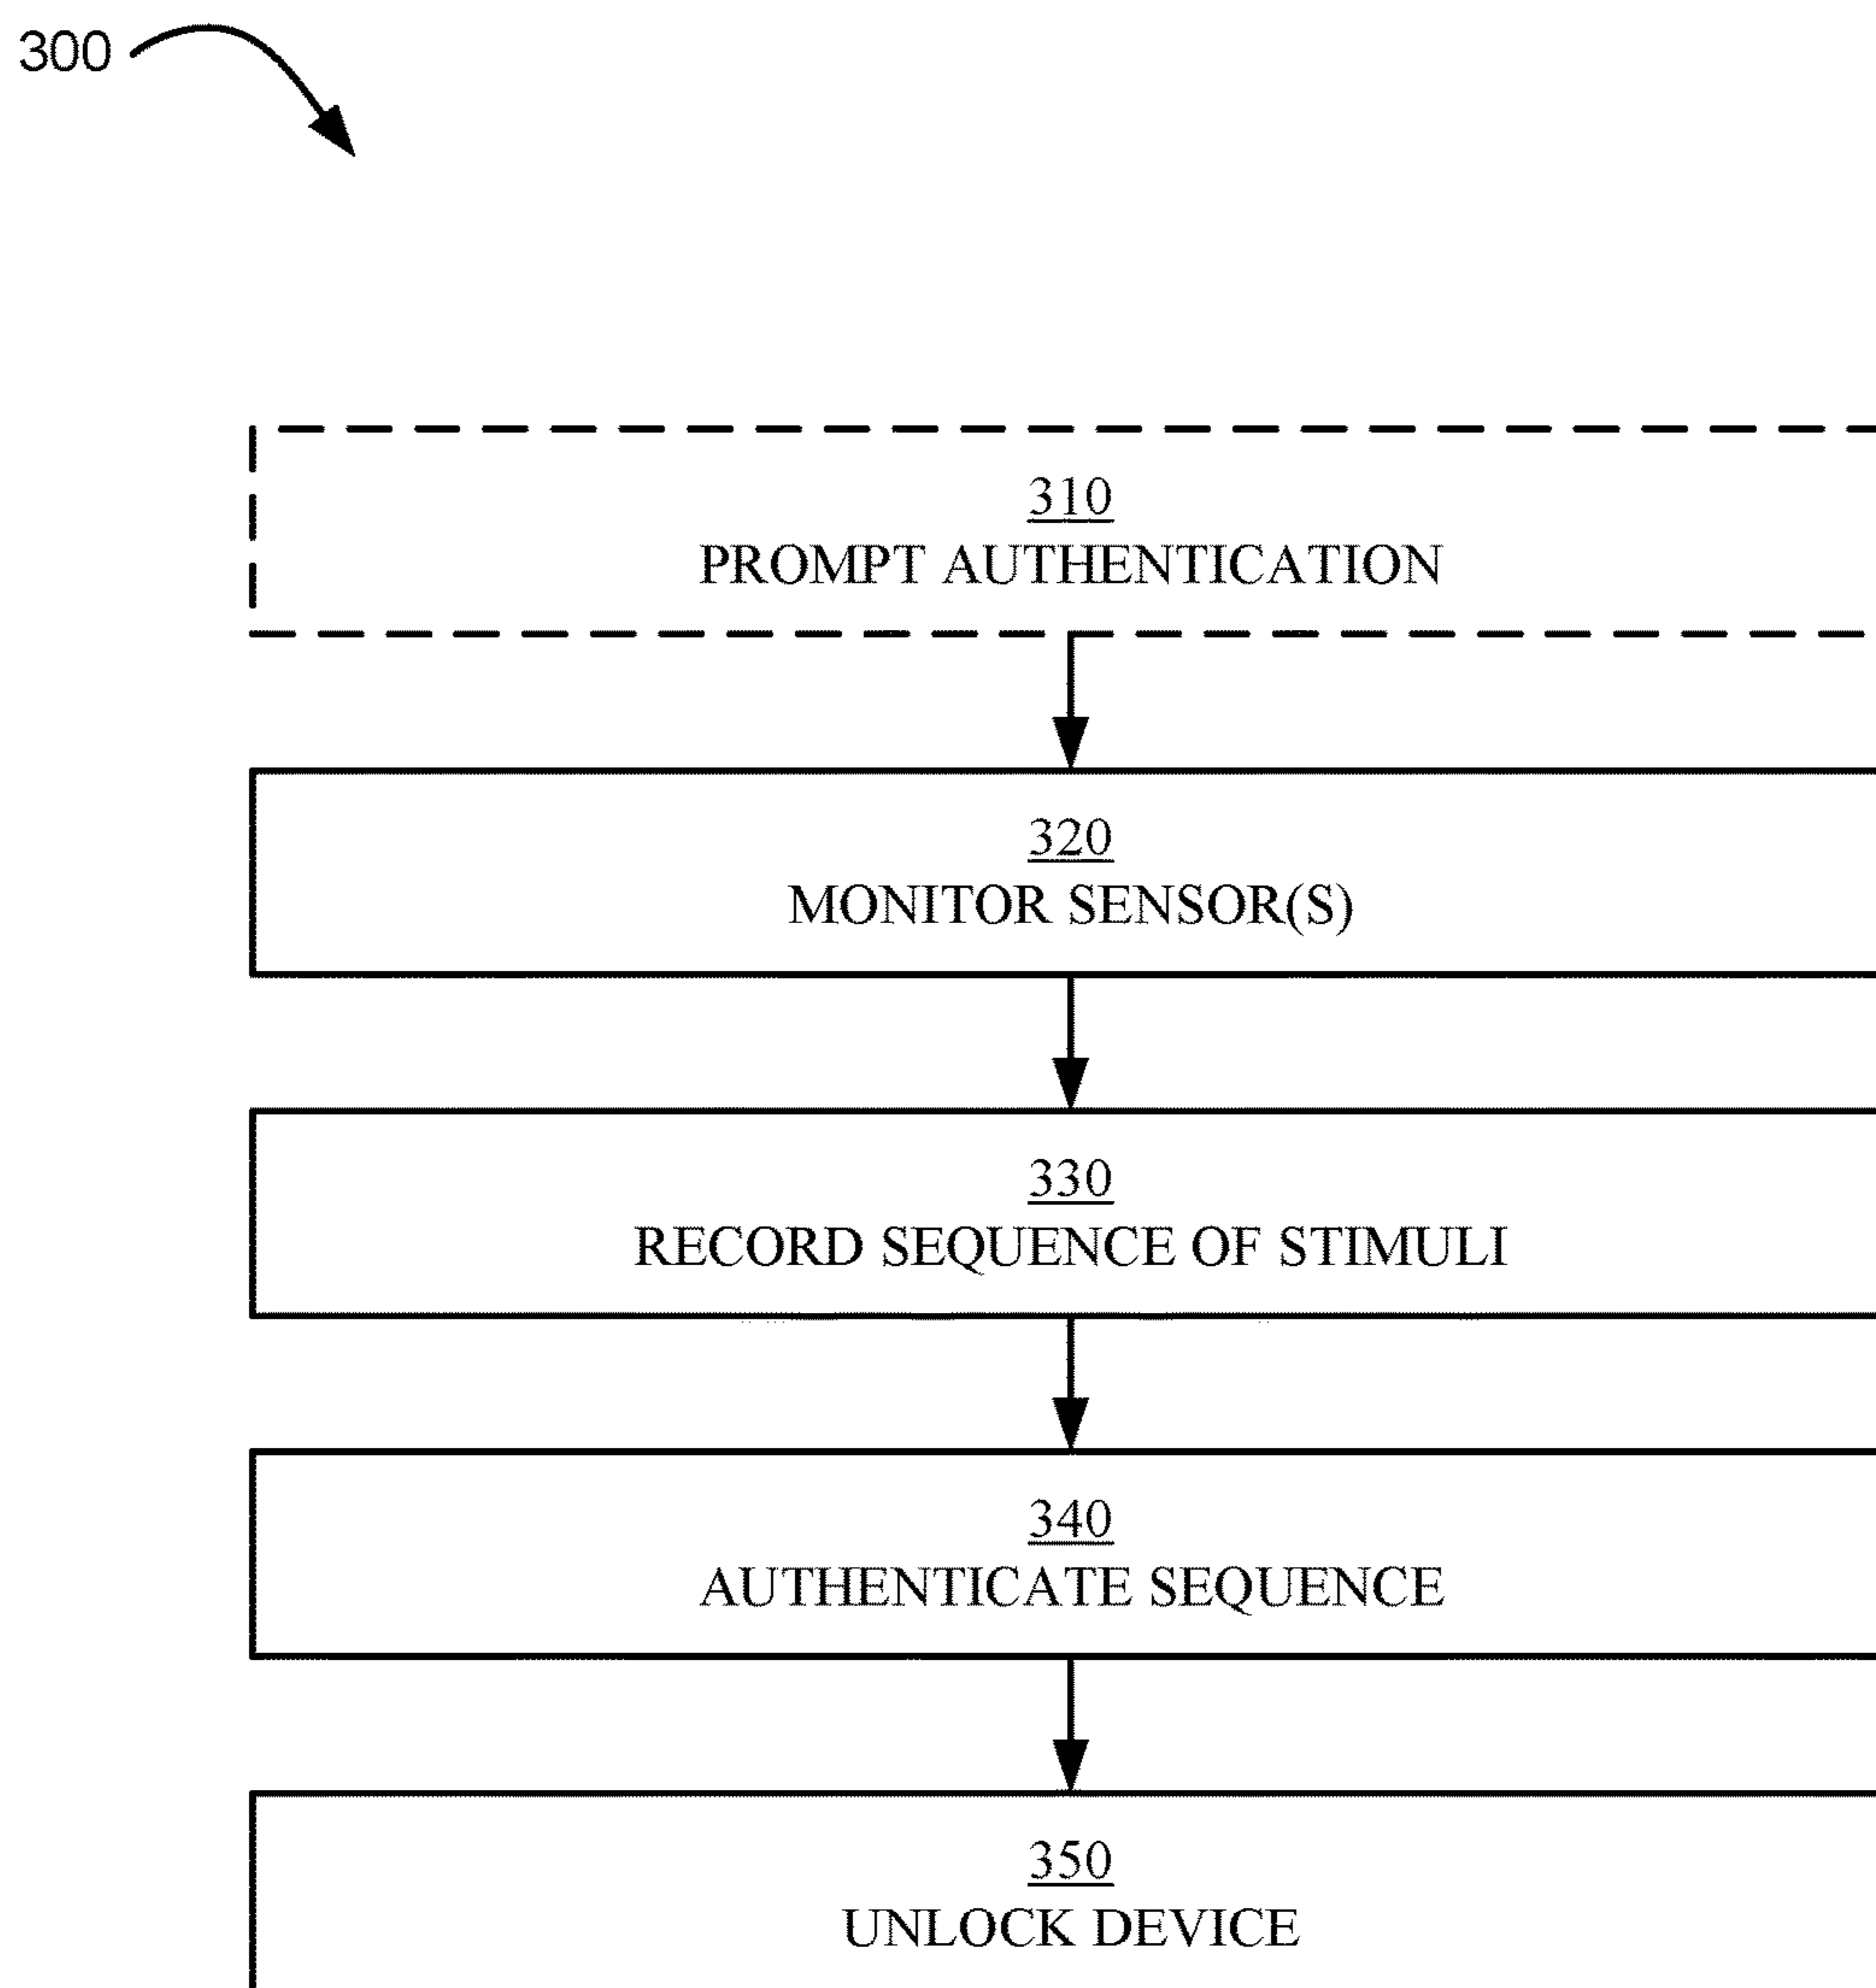 300
310
PROMPT AUTHENTICATION
320
MONITOR SENSOR(S)
330
RECORD SEQUENCE OF STIMULI
340
AUTHENTICATE SEQUENCE
350
UNLOCK DEVICE